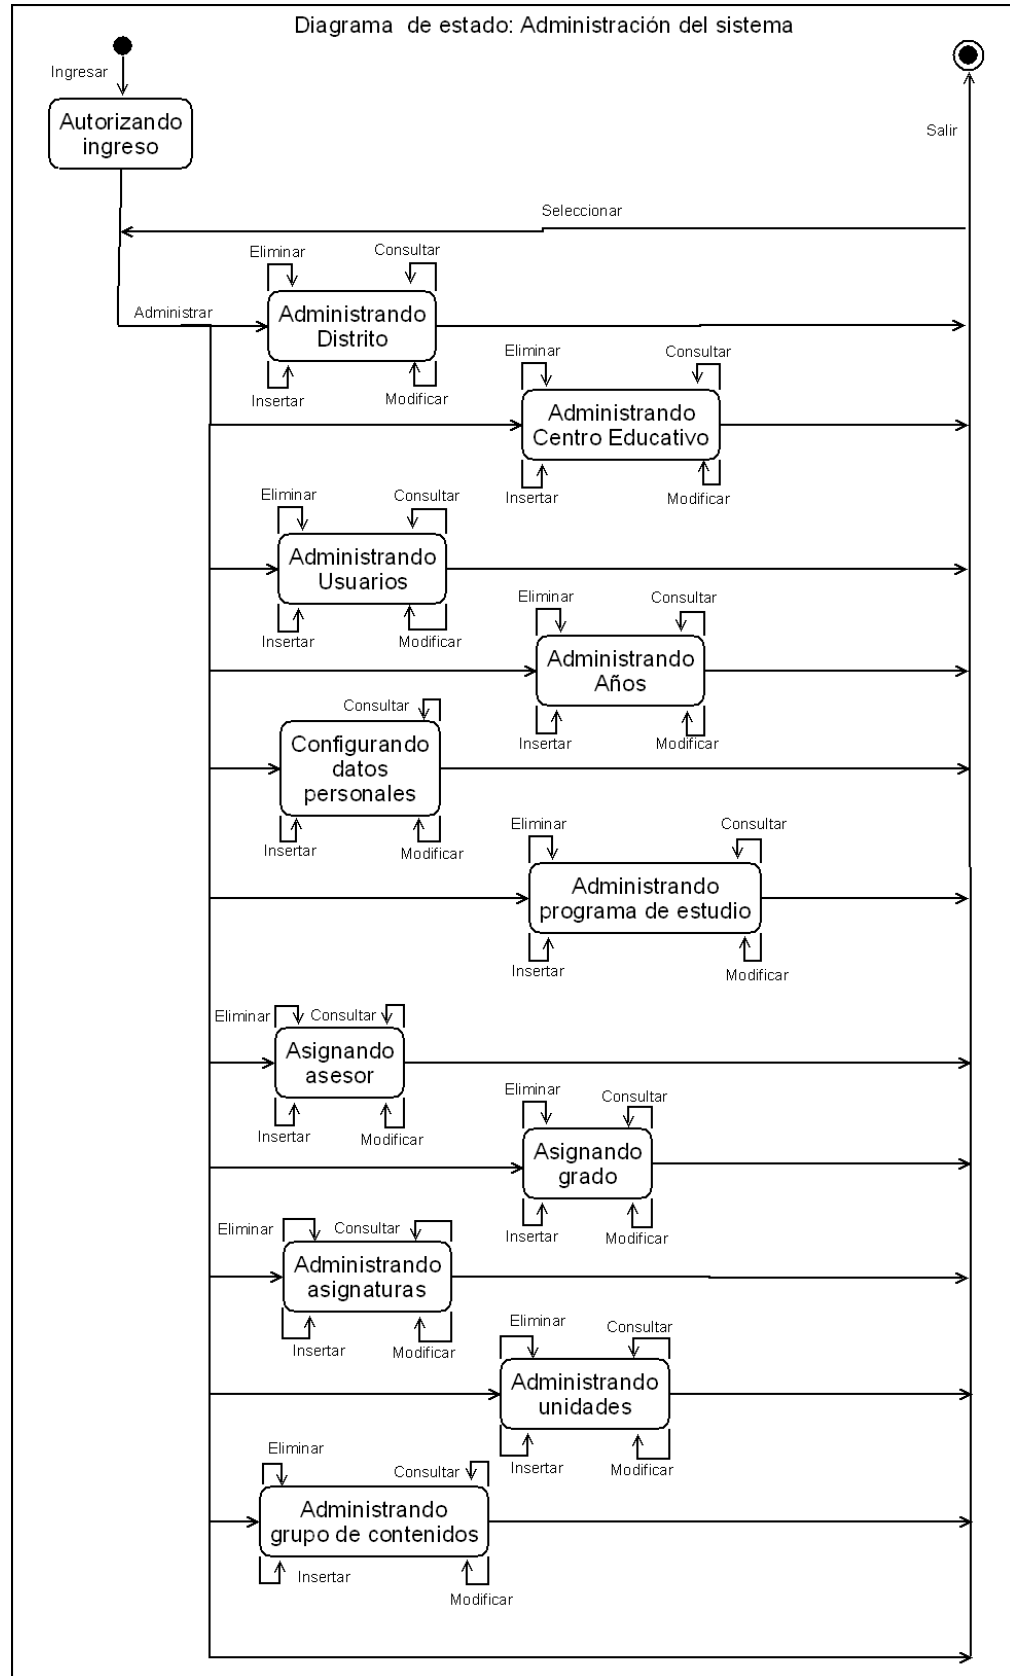 Diagrama de estado: Administración del sistema
Ingresar
Autorizando
ingreso
Salir
Seleccionar
Eliminar
Consultar
Administrar
Administrando
Distrito
Insertar
Modificar
Eliminar
Consultar
Administrando
Centro Educativo
Insertar
Modificar
Eliminar
Consultar
Administrando
Usuarios
Insertar
Modificar
Eliminar
Consultar
Administrando
Años
Insertar
Modificar
Consultar
Configurando
datos
personales
Insertar
Modificar
Eliminar
Consultar
Administrando
programa de estudio
Insertar
Modificar
Eliminar
Consultar
Asignando
asesor
Insertar
Modificar
Eliminar
Consultar
Asignando
grado
Insertar
Modificar
Eliminar
Consultar
Administrando
asignaturas
Insertar
Modificar
Eliminar
Consultar
Administrando
unidades
Insertar
Modificar
Eliminar
Consultar
Administrando
grupo de contenidos
Insertar
Modificar